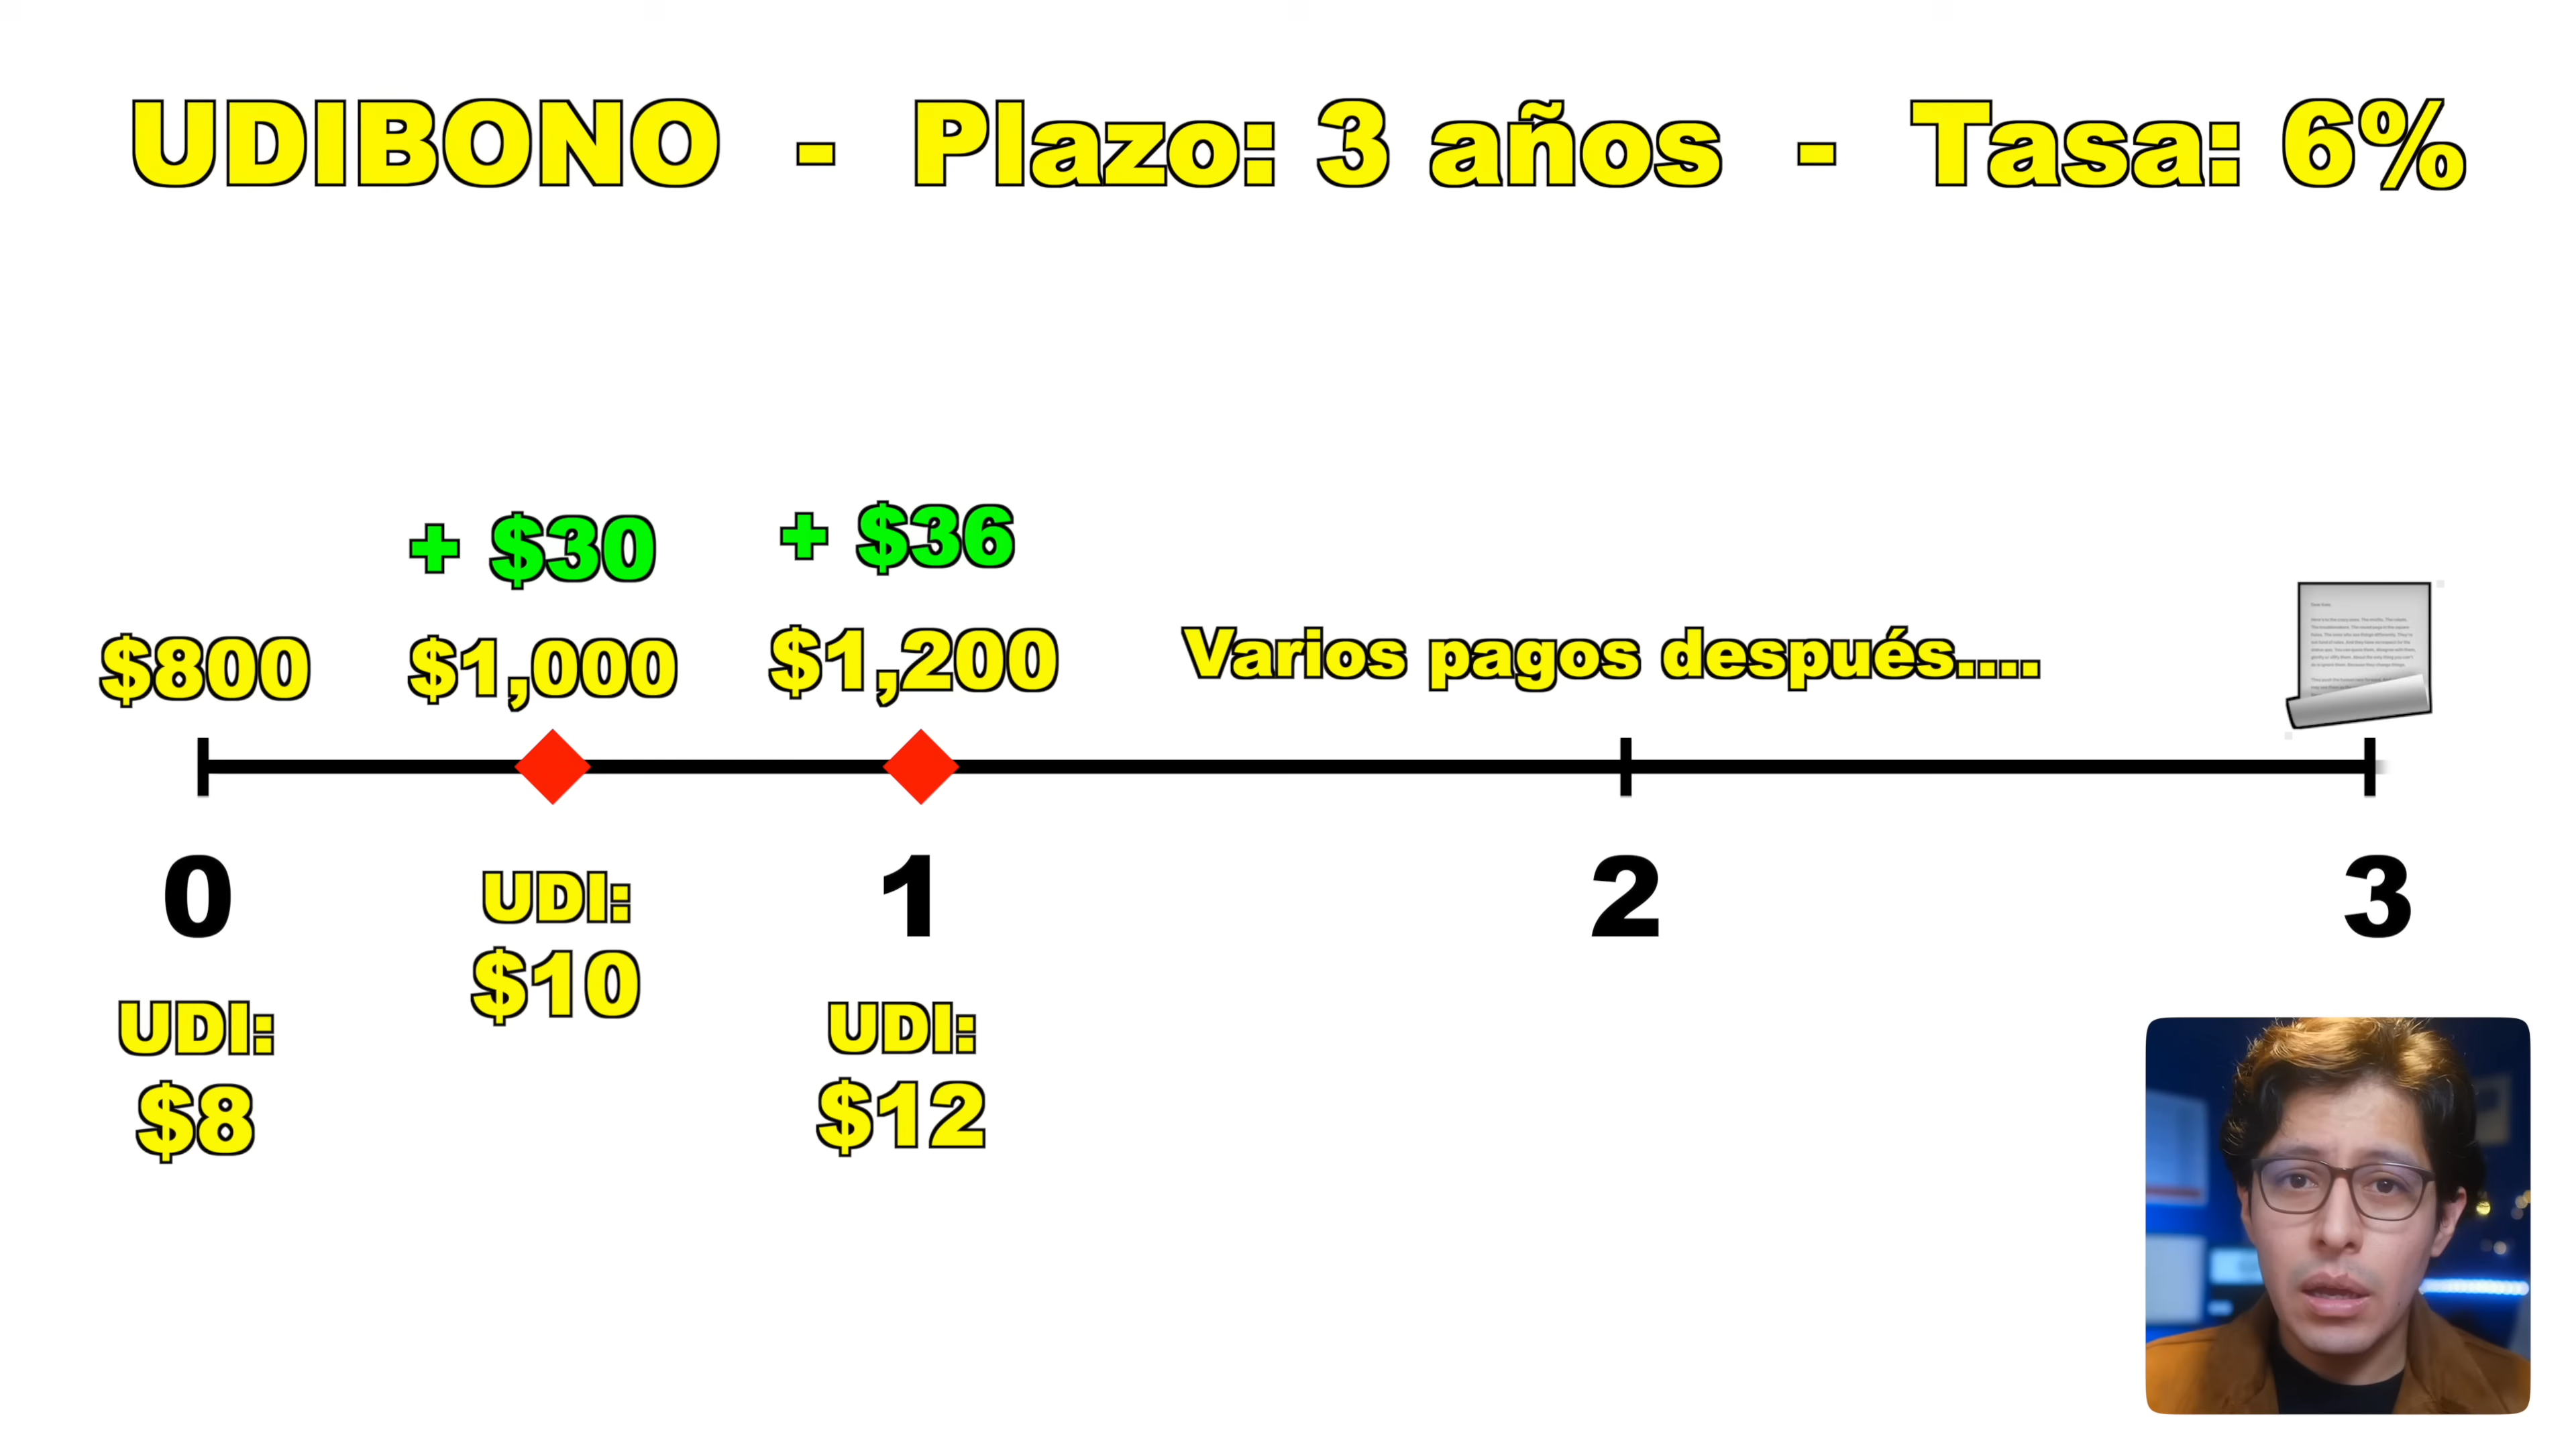 UDIBONO - Plazo: 3 años - Tasa: 6%
+ $30
+ $36
$800
$1,000
$1,200
Varios pagos después....
0
UDI:
$10
1
2
3
UDI:
$8
UDI:
$12